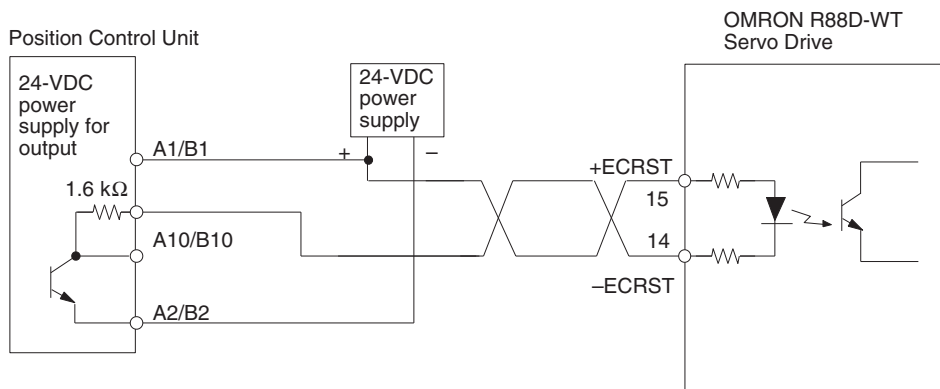 OMRON R88D-WT
Servo Drive
Position Control Unit
24-VDC
power
supply for
output
24-VDC
power
supply
A1/B1
+
–
+ECRST
15
1.6 kΩ
A10/B10
14
–ECRST
A2/B2